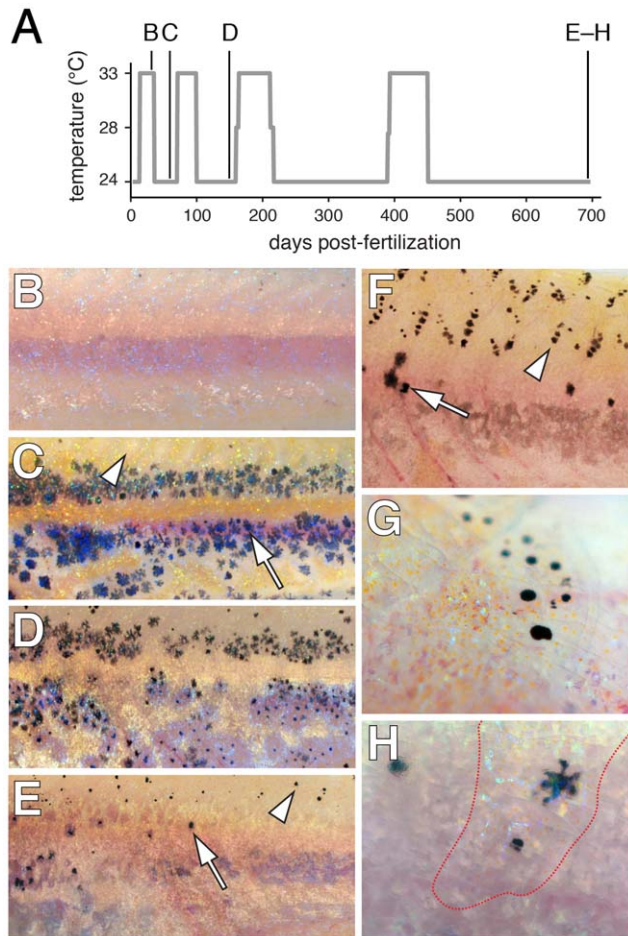 A
B C D E–H
temperature (°C)
33
28
24
0 100 200 300 400 500 600 700
days post-fertilization
B
C
D
E
F
G
H